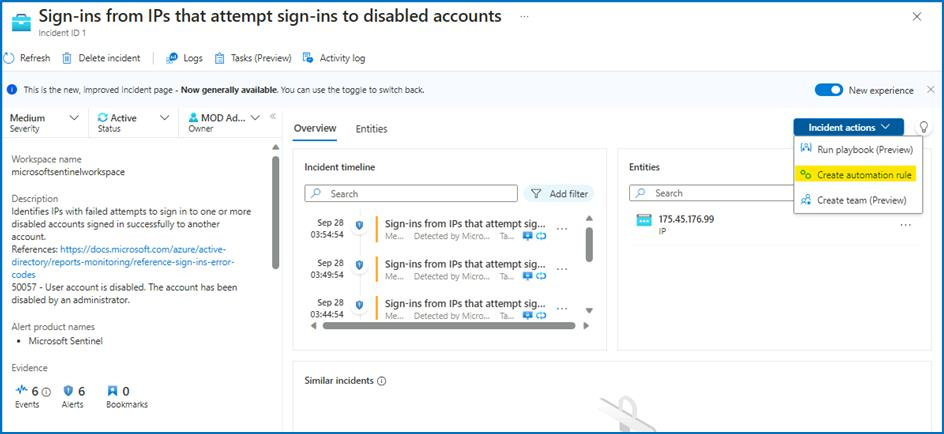 Sign-ins from IPs that attempt sign-ins to disabled accounts ...
Incident ID 1
Refresh Delete incident Logs Tasks (Preview) Activity log
This is the new, improved incident page - Now generally available. You can use the toggle to switch back. New experience
Medium
Severity
Active
Status
MOD Ad...
Owner
Workspace name
microsoftsentinelworkspace
Description
Identifies IPs with failed attempts to sign in to one or more
disabled accounts signed in successfully to another
account.
References: https://docs.microsoft.com/azure/active-
directory/reports-monitoring/reference-sign-ins-error-
codes
50057 - User account is disabled. The account has been
disabled by an administrator.
Alert product names
• Microsoft Sentinel
Evidence
6
Events
6
Alerts
0
Bookmarks
Overview Entities
Incident actions
Run playbook (Preview)
Create automation rule
Create team (Preview)
Incident timeline
Search Add filter
Sep 28
03:54:54
Sign-ins from IPs that attempt sig... ...
Me... Detected by Micro... Ta...
Sep 28
03:49:54
Sign-ins from IPs that attempt sig... ...
Me... Detected by Micro... Ta...
Sep 28
03:44:54
Sign-ins from IPs that attempt sig... ...
Me... Detected by Micro... Ta...
Entities
Search
175.45.176.99 ...
IP
Similar incidents